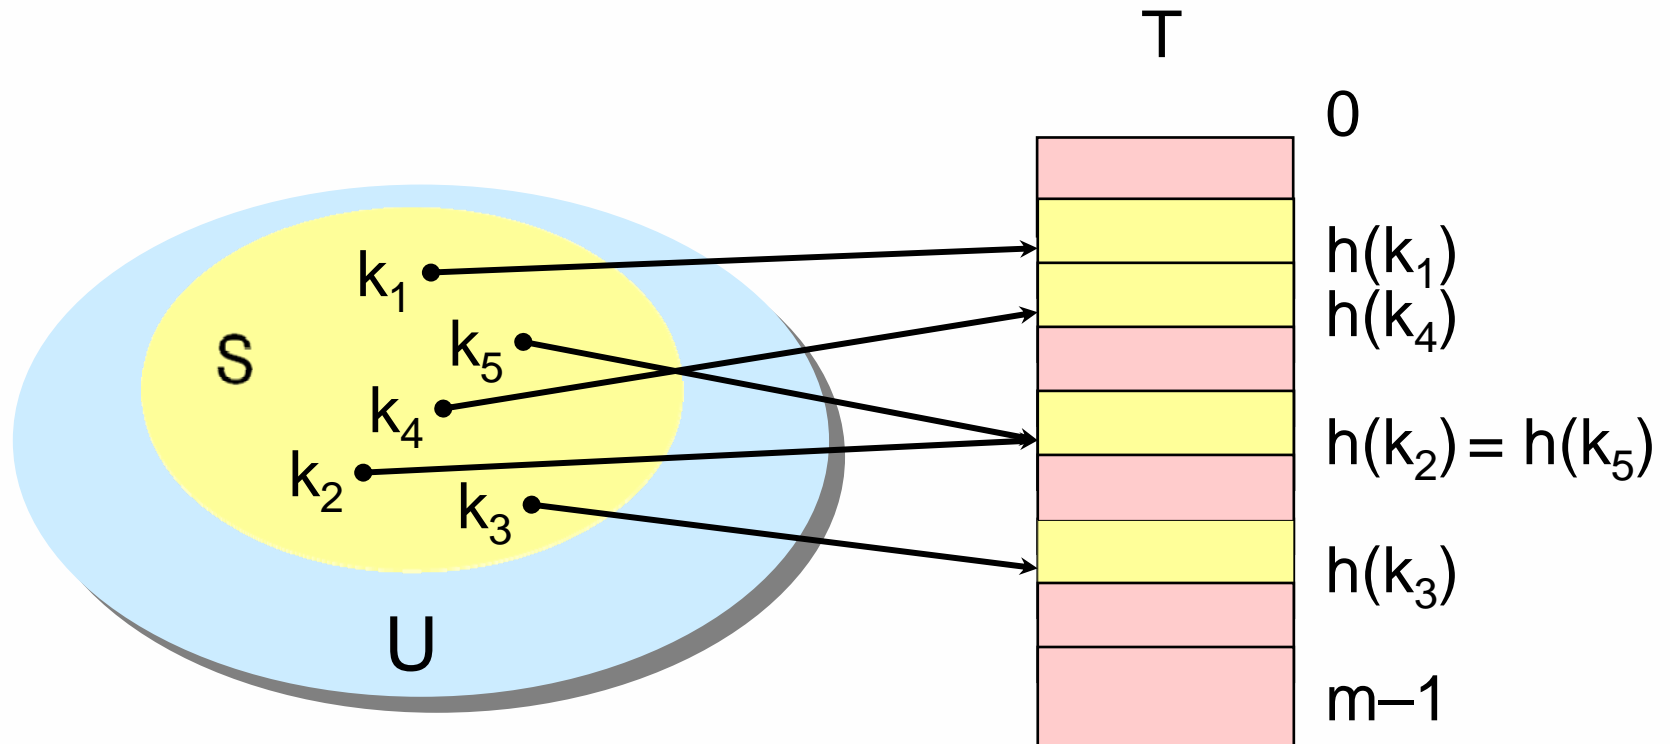 T
0
h(k₁)
k₁
h(k₄)
k₅
S
k₄
h(k₂) = h(k₅)
k₂
k₃
h(k₃)
U
m–1